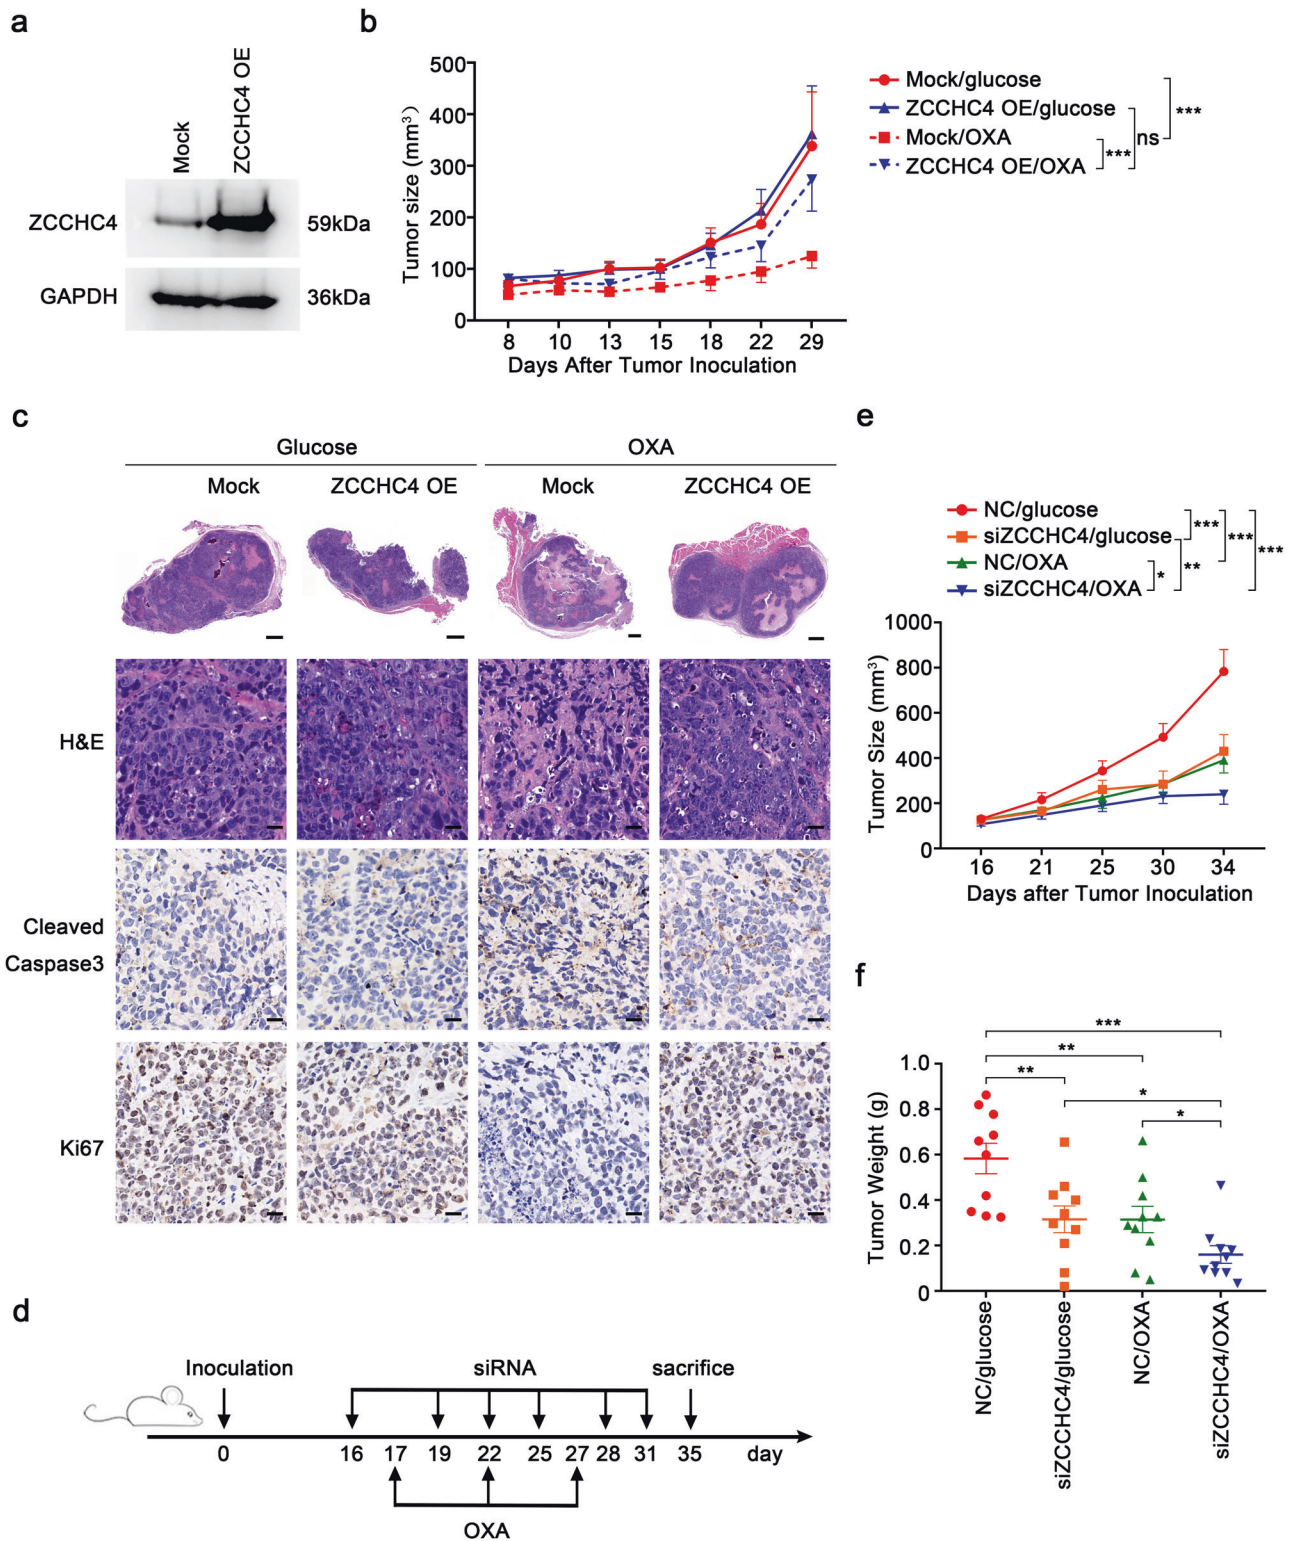 a
Mock
ZCCHC4 OE
ZCCHC4
59kDa
GAPDH
36kDa
b
500
400
300
200
100
0
Tumor size (mm³)
8 10 13 15 18 22 29
Days After Tumor Inoculation
Mock/glucose
ZCCHC4 OE/glucose
Mock/OXA
ZCCHC4 OE/OXA
***
ns
***
c
Glucose OXA
Mock ZCCHC4 OE Mock ZCCHC4 OE
H&E
Cleaved
Caspase3
Ki67
d
Inoculation siRNA sacrifice
0 16 17 19 22 25 27 28 31 35 day
OXA
e
NC/glucose
siZCCHC4/glucose
NC/OXA
siZCCHC4/OXA
***
***
***
**
*
1000
800
600
400
200
0
Tumor Size (mm³)
16 21 25 30 34
Days after Tumor Inoculation
f
***
**
**
*
*
1.0
0.8
0.6
0.4
0.2
0
Tumor Weight (g)
NC/glucose
siZCCHC4/glucose
NC/OXA
siZCCHC4/OXA